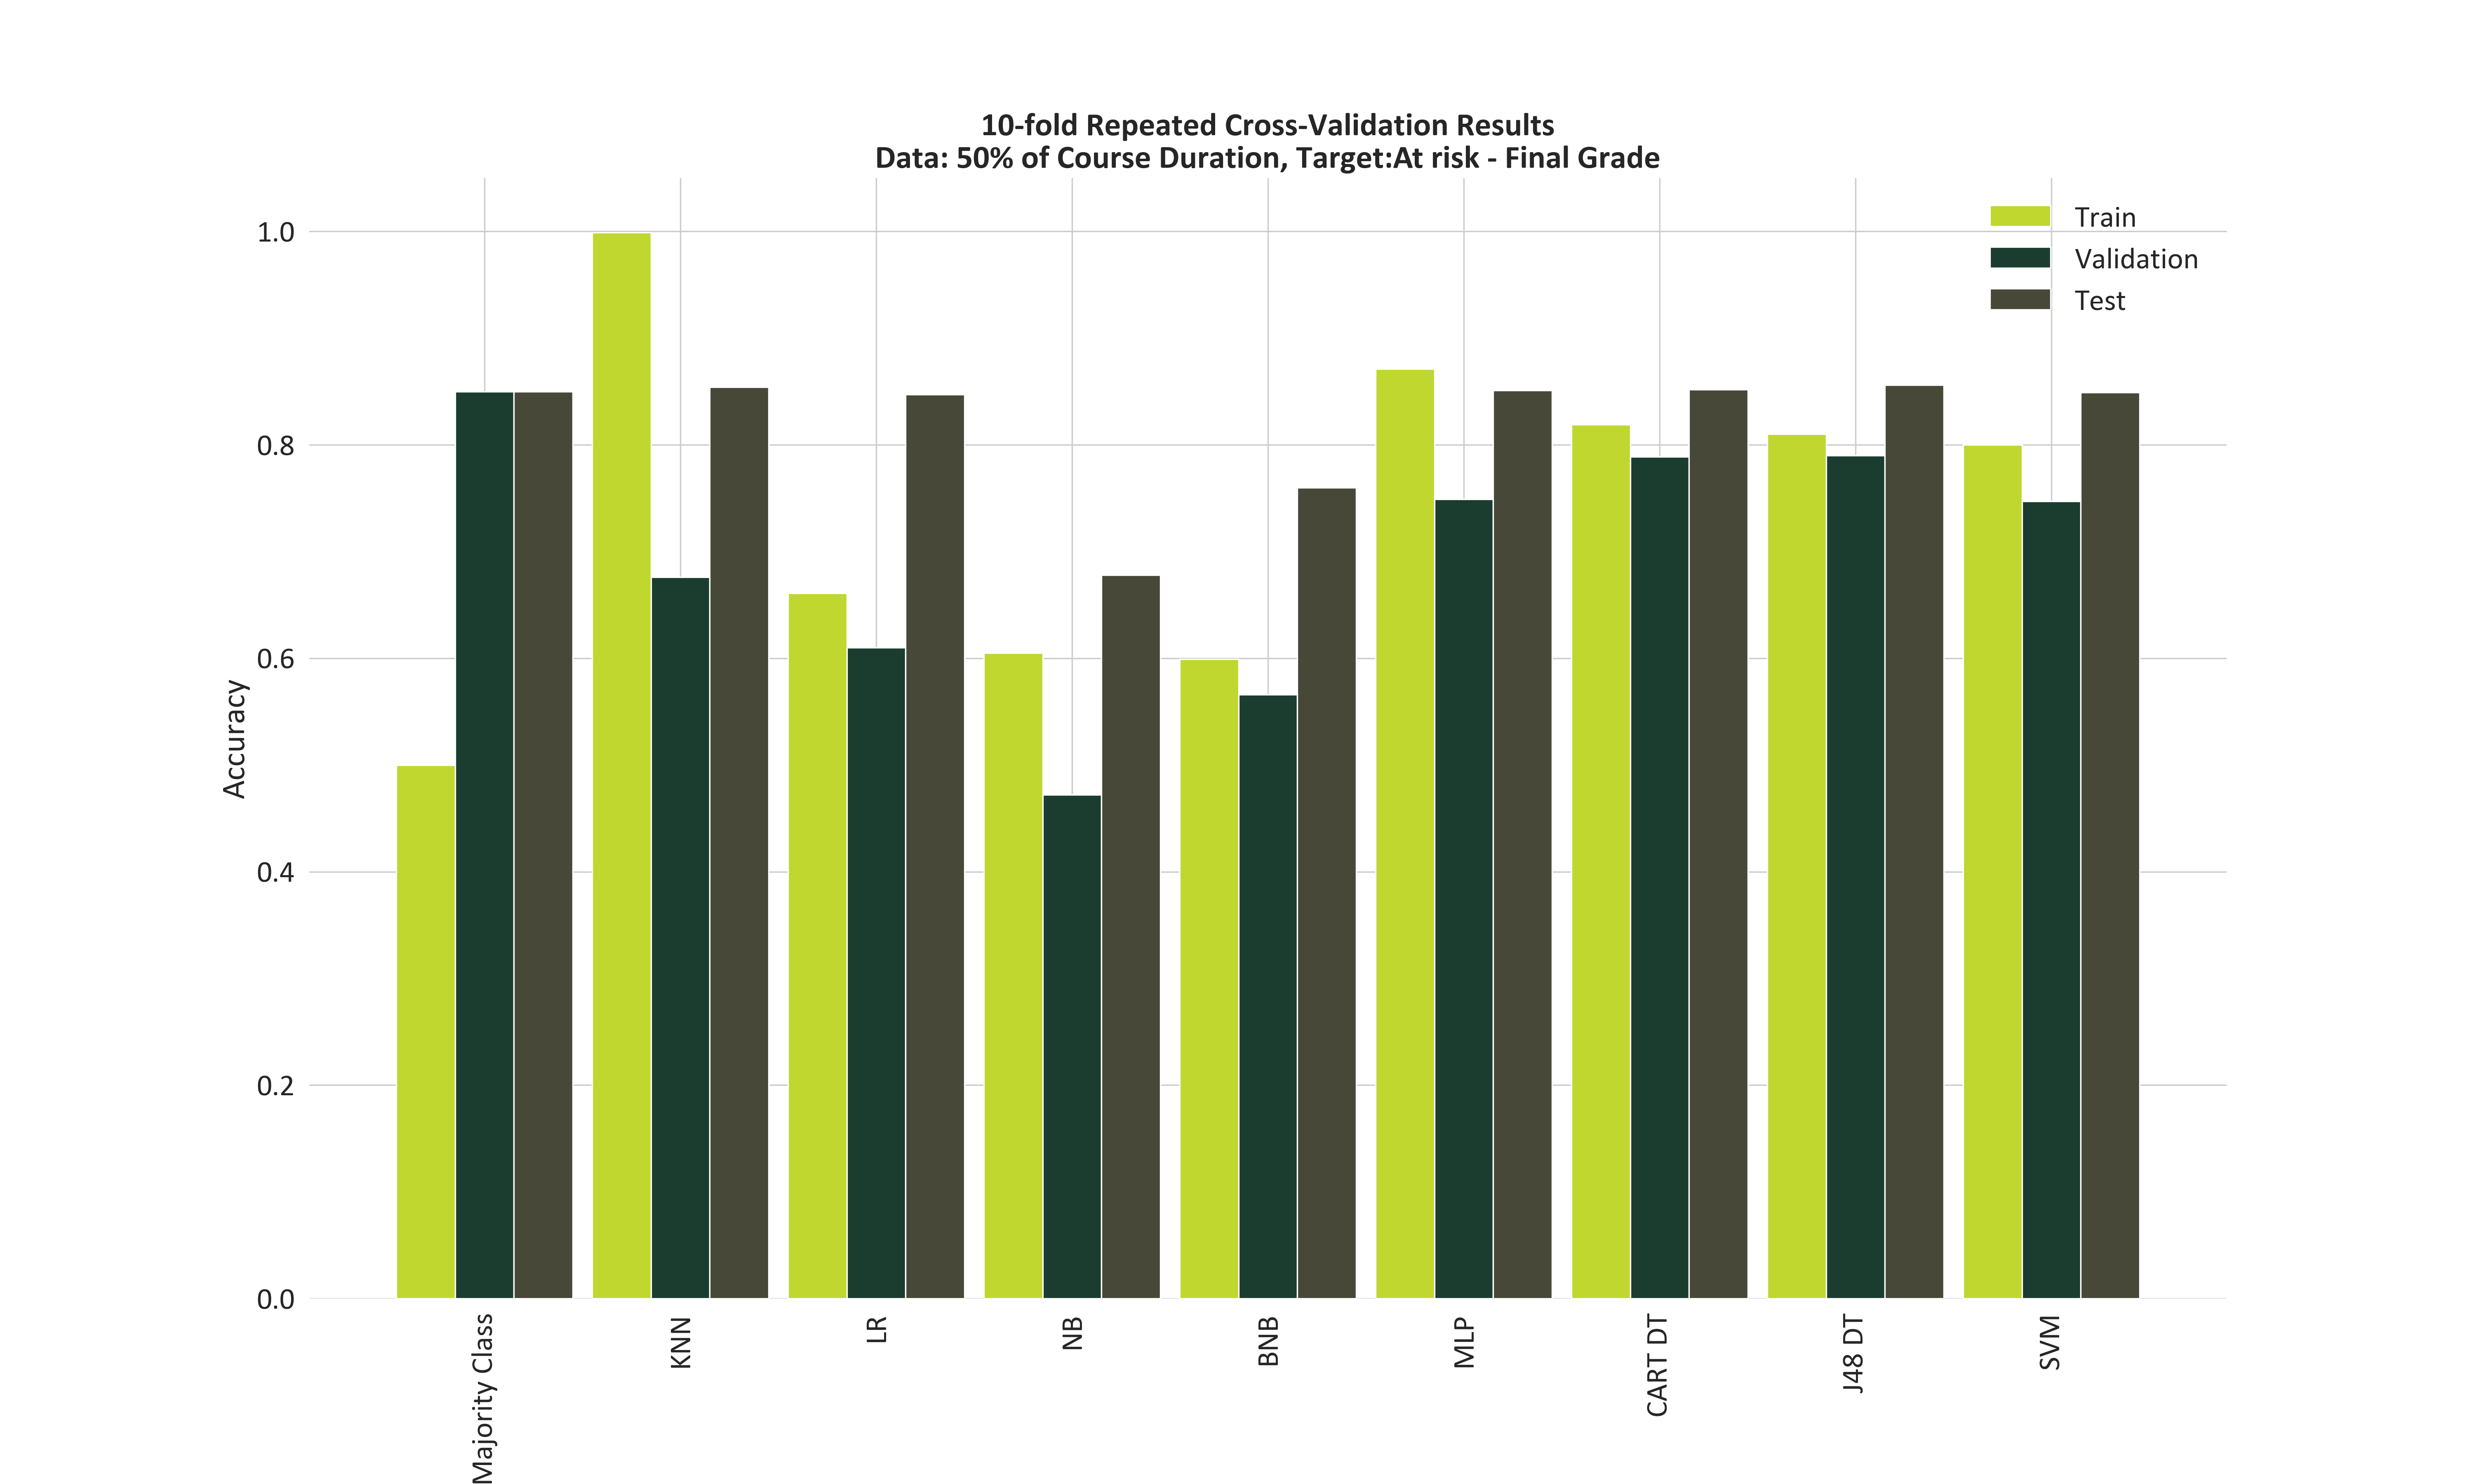 10-fold Repeated Cross-Validation Results
Data: 50% of Course Duration, Target:At risk - Final Grade
Train
Validation
Test
1.0
0.8
0.6
0.4
0.2
0.0
Accuracy
Majority Class
KNN
LR
NB
BNB
MLP
CART DT
J48 DT
SVM